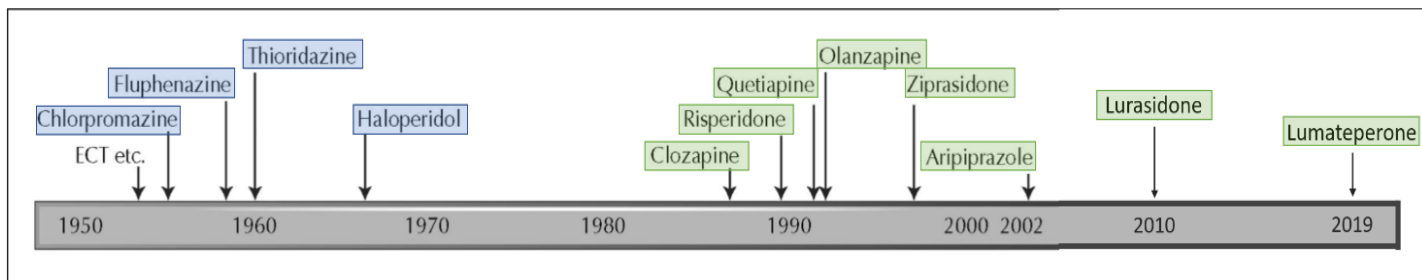 Thioridazine
Olanzapine
Fluphenazine
Quetiapine
Ziprasidone
Lurasidone
Chlorpromazine
Haloperidol
Risperidone
Lumateperone
ECT etc.
Clozapine
Aripiprazole
1950 1960 1970 1980 1990 2000 2002 2010 2019